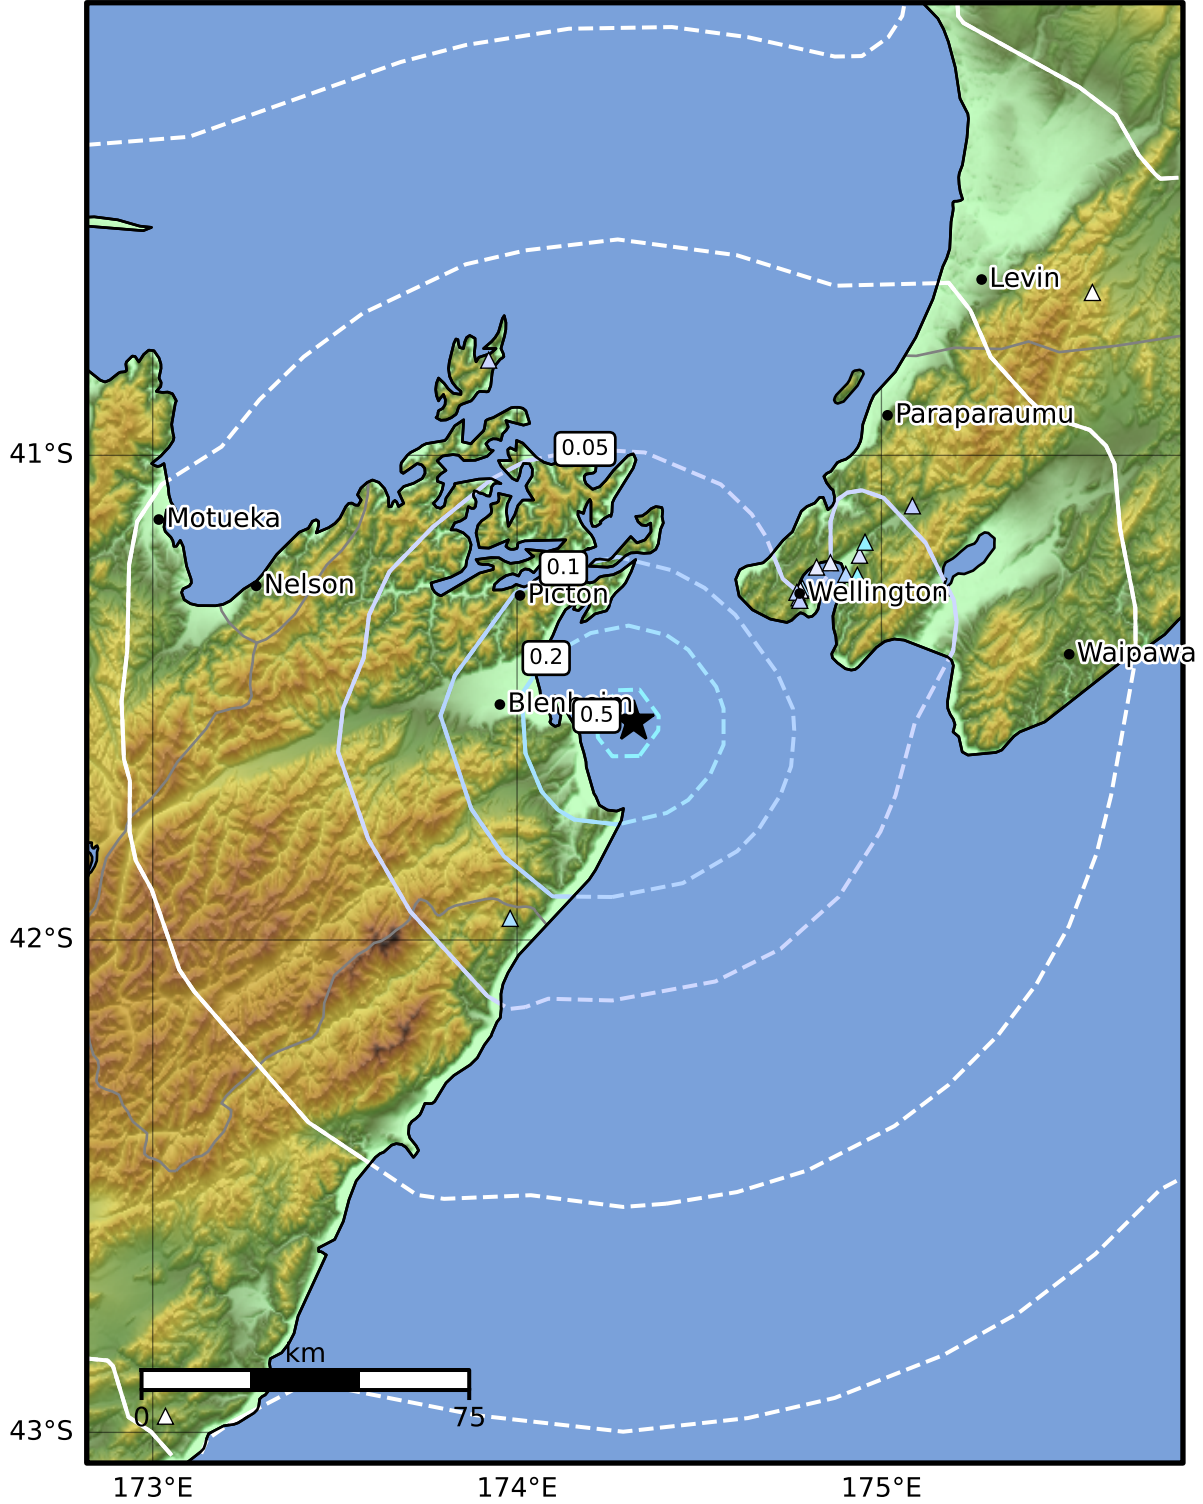 Levin
Paraparaumu
0.05
41°S
Motueka
0.1
Nelson
Picton
Wellington
0.2
Waipawa
Blenheim
0.5
42°S
km
0
75
43°S
173°E
174°E
175°E